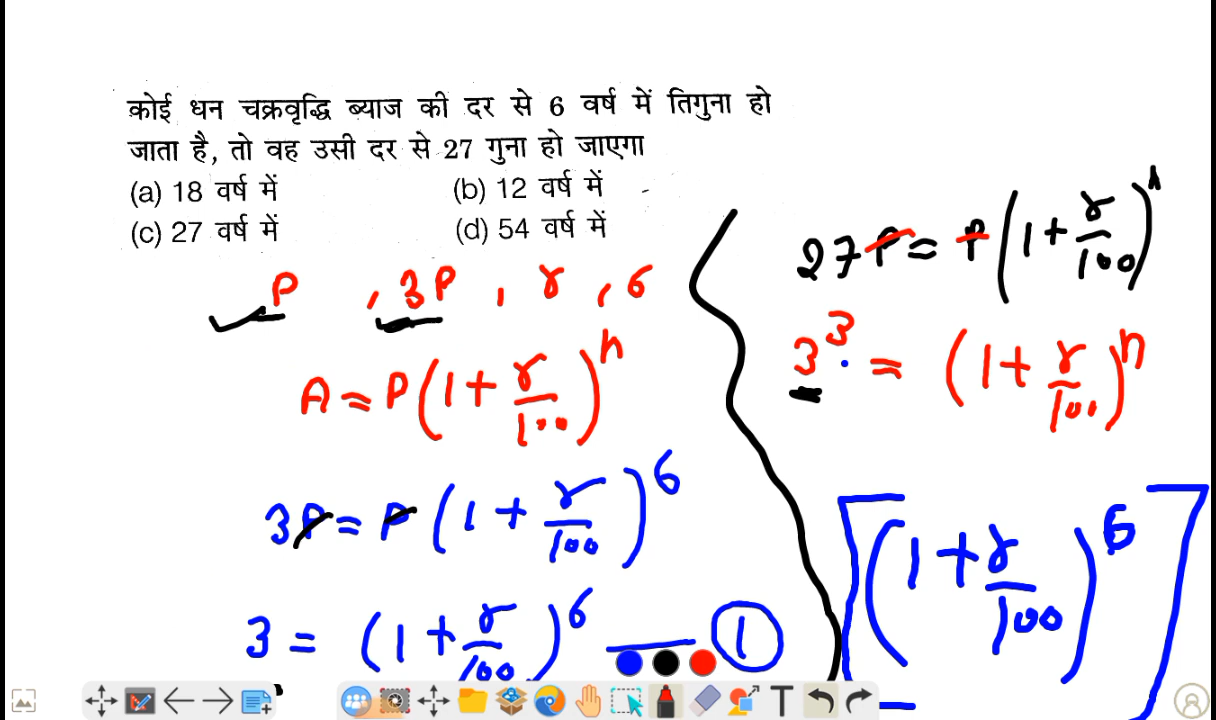 कोई धन चक्रवृद्धि ब्याज की दर से 6 वर्ष में तिगुना हो
जाता है, तो वह उसी दर से 27 गुना हो जाएगा
(a) 18 वर्ष में (b) 12 वर्ष में
(c) 27 वर्ष में (d) 54 वर्ष में
P , 3P , r , 6
A = P(1 + r/100)^n
3P = P(1 + r/100)^6
3 = (1 + r/100)^6 — 1
27P = P(1 + r/100)^n
3^3 = (1 + r/100)^n
[(1 + r/100)^6]
T